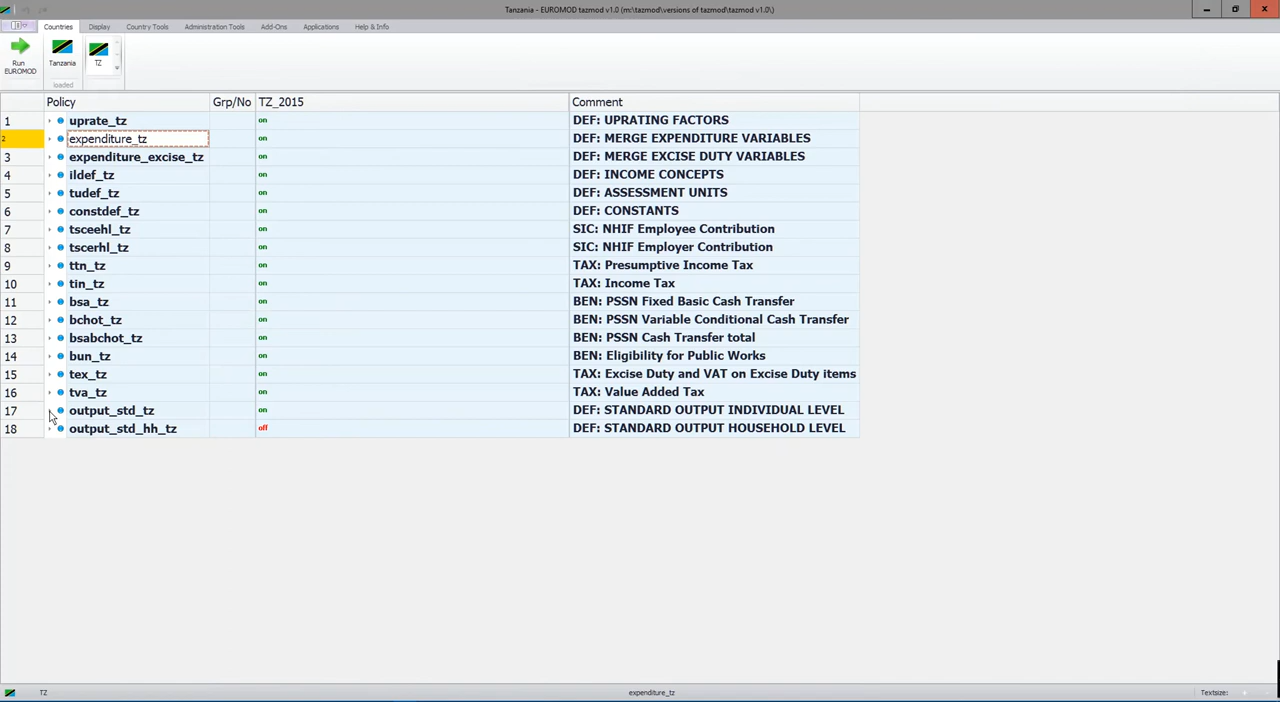 Tanzania - EUROMOD tazmod v1.0 (m:\tazmod\versions of tazmod\tazmod v1.0\)
Countries Display Country Tools Administration Tools Add-Ons Applications Help & Info
Run EUROMOD
Tanzania
TZ
loaded
Policy Grp/No TZ_2015 Comment
1 uprate_tz on DEF: UPRATING FACTORS
2 expenditure_tz on DEF: MERGE EXPENDITURE VARIABLES
3 expenditure_excise_tz on DEF: MERGE EXCISE DUTY VARIABLES
4 ildef_tz on DEF: INCOME CONCEPTS
5 tudef_tz on DEF: ASSESSMENT UNITS
6 constdef_tz on DEF: CONSTANTS
7 tsceehl_tz on SIC: NHIF Employee Contribution
8 tscerhl_tz on SIC: NHIF Employer Contribution
9 ttn_tz on TAX: Presumptive Income Tax
10 tin_tz on TAX: Income Tax
11 bsa_tz on BEN: PSSN Fixed Basic Cash Transfer
12 bchot_tz on BEN: PSSN Variable Conditional Cash Transfer
13 bsabchot_tz on BEN: PSSN Cash Transfer total
14 bun_tz on BEN: Eligibility for Public Works
15 tex_tz on TAX: Excise Duty and VAT on Excise Duty items
16 tva_tz on TAX: Value Added Tax
17 output_std_tz on DEF: STANDARD OUTPUT INDIVIDUAL LEVEL
18 output_std_hh_tz off DEF: STANDARD OUTPUT HOUSEHOLD LEVEL
TZ expenditure_tz Textsize: